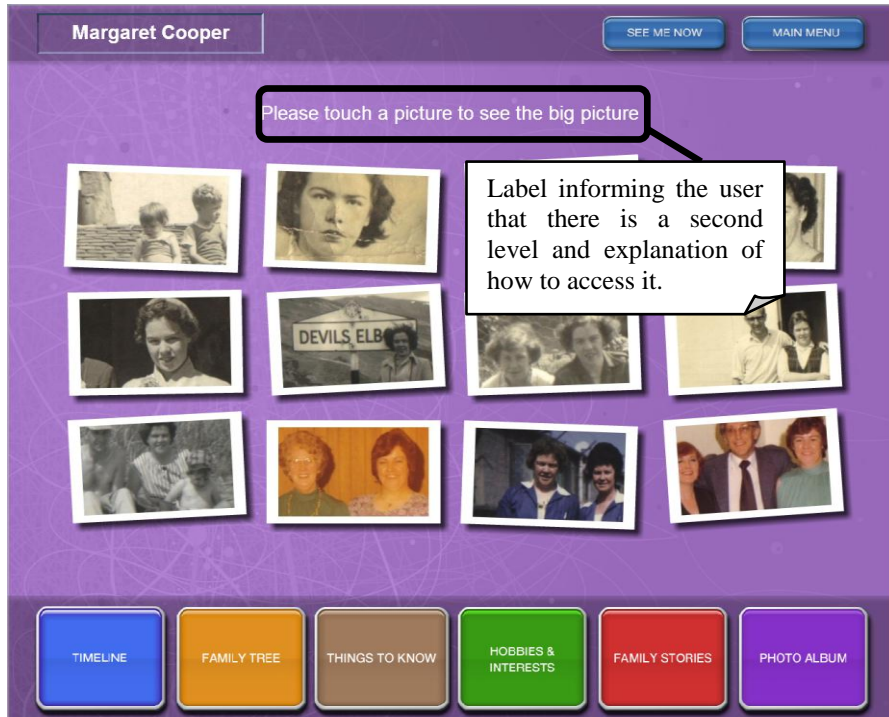 Margaret Cooper
SEE ME NOW
MAIN MENU
Please touch a picture to see the big picture
Label informing the user
that there is a second
level and explanation of
how to access it.
DEVILS ELBO
TIMELINE
FAMILY TREE
THINGS TO KNOW
HOBBIES &
INTERESTS
FAMILY STORIES
PHOTO ALBUM